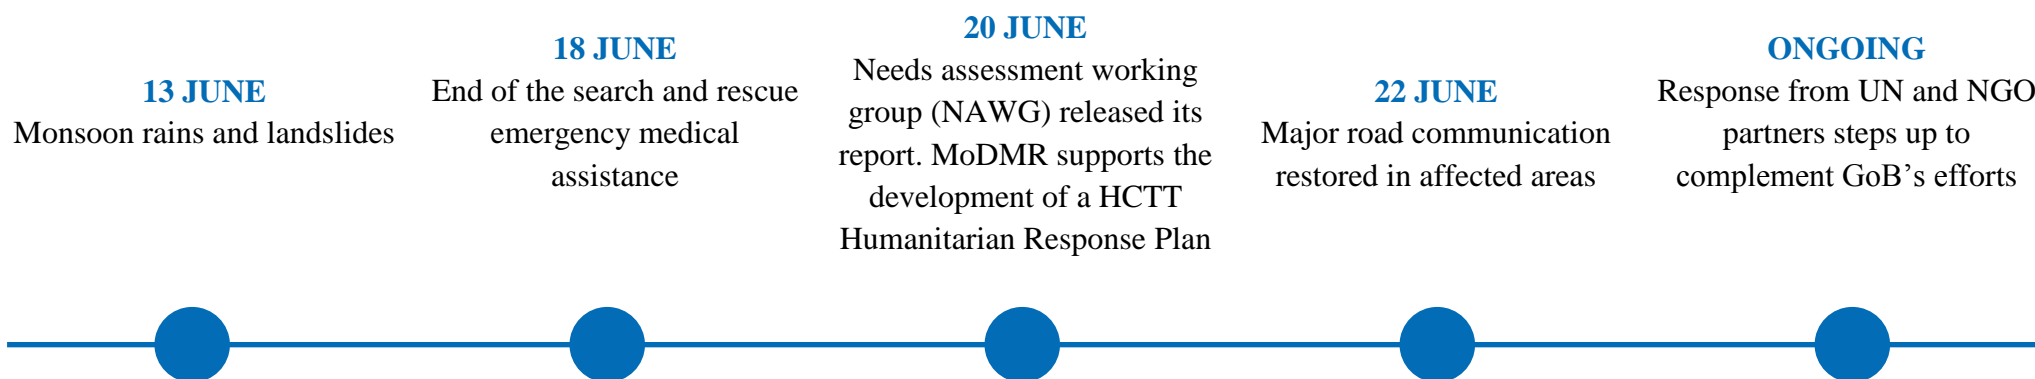 13 JUNE
Monsoon rains and landslides
18 JUNE
End of the search and rescue
emergency medical
assistance
20 JUNE
Needs assessment working
group (NAWG) released its
report. MoDMR supports the
development of a HCTT
Humanitarian Response Plan
22 JUNE
Major road communication
restored in affected areas
ONGOING
Response from UN and NGO
partners steps up to
complement GoB’s efforts